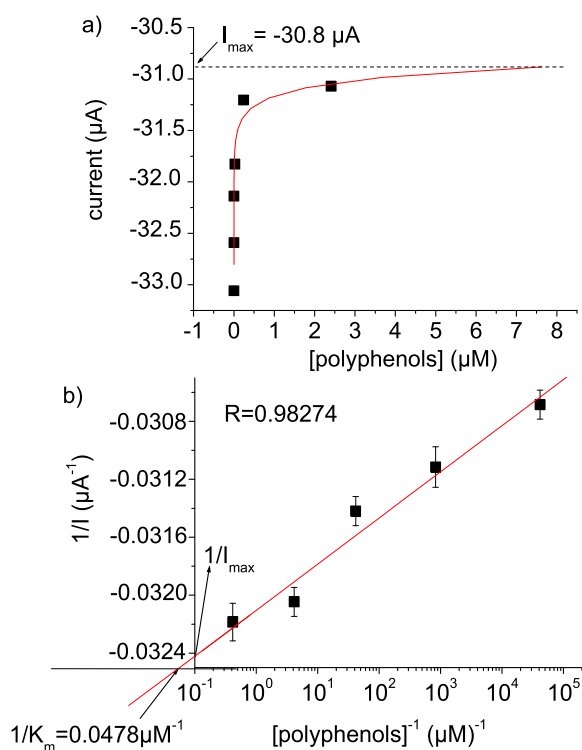 a)
I_max = -30.8 µA
current (µA)
-30.5
-31.0
-31.5
-32.0
-32.5
-33.0
-1 0 1 2 3 4 5 6 7 8
[polyphenols] (µM)
b)
R=0.98274
1/I (µA⁻¹)
-0.0308
-0.0312
-0.0316
-0.0320
-0.0324
1/I_max
10⁻¹ 10⁰ 10¹ 10² 10³ 10⁴ 10⁵
1/K_m=0.0478µM⁻¹
[polyphenols]⁻¹ (µM)⁻¹